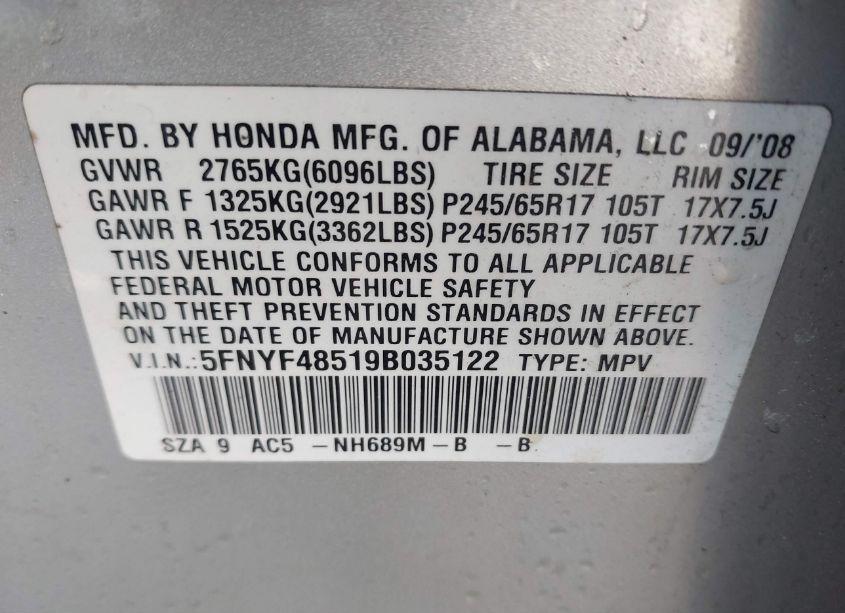 MFD. BY HONDA MFG. OF ALABAMA, LLC 09/'08
GVWR 2765KG(6096LBS) TIRE SIZE RIM SIZE
GAWR F 1325KG(2921LBS) P245/65R17 105T 17X7.5J
GAWR R 1525KG(3362LBS) P245/65R17 105T 17X7.5J
THIS VEHICLE CONFORMS TO ALL APPLICABLE
FEDERAL MOTOR VEHICLE SAFETY
AND THEFT PREVENTION STANDARDS IN EFFECT
ON THE DATE OF MANUFACTURE SHOWN ABOVE.
V.I.N.:5FNYF48519B035122 TYPE: MPV
SZA 9 AC5 –NH689M–B –B